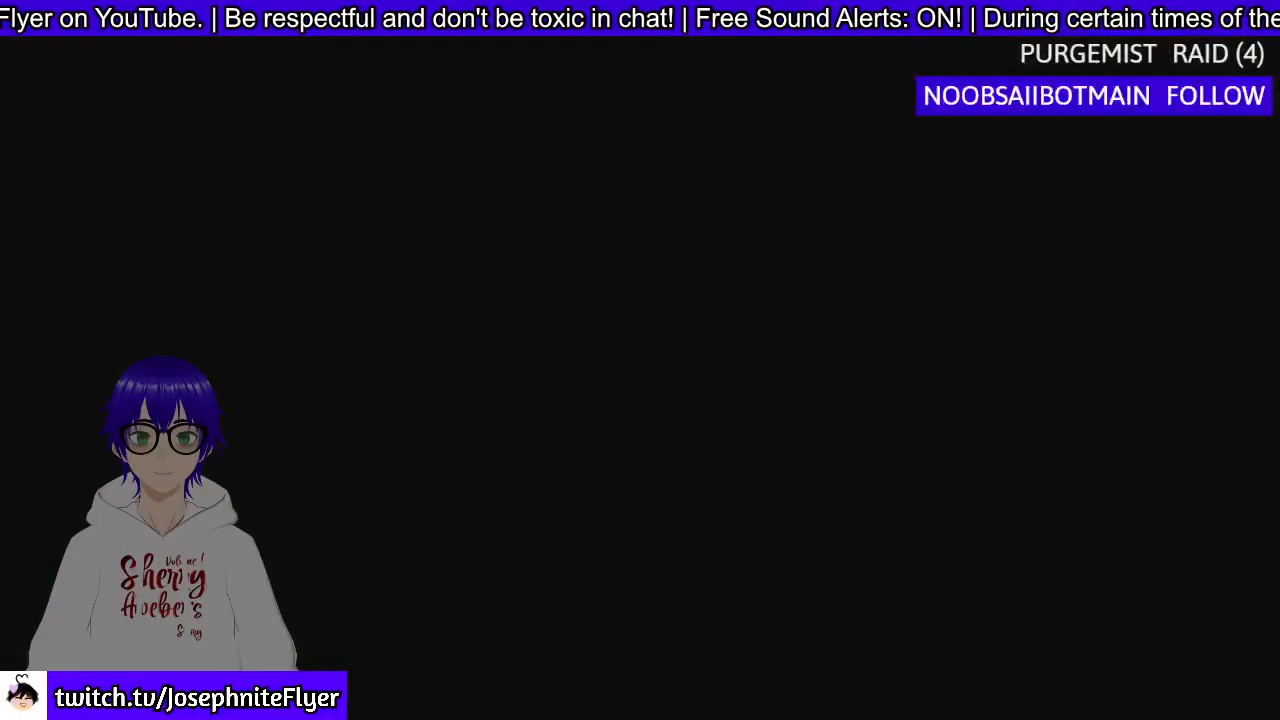 Flyer on YouTube. | Be respectful and don't be toxic in chat! | Free Sound Alerts: ON! | During certain times of the
PURGEMIST RAID (4)
NOOBSAIIBOTMAIN FOLLOW
Sherry
twitch.tv/JosephniteFlyer